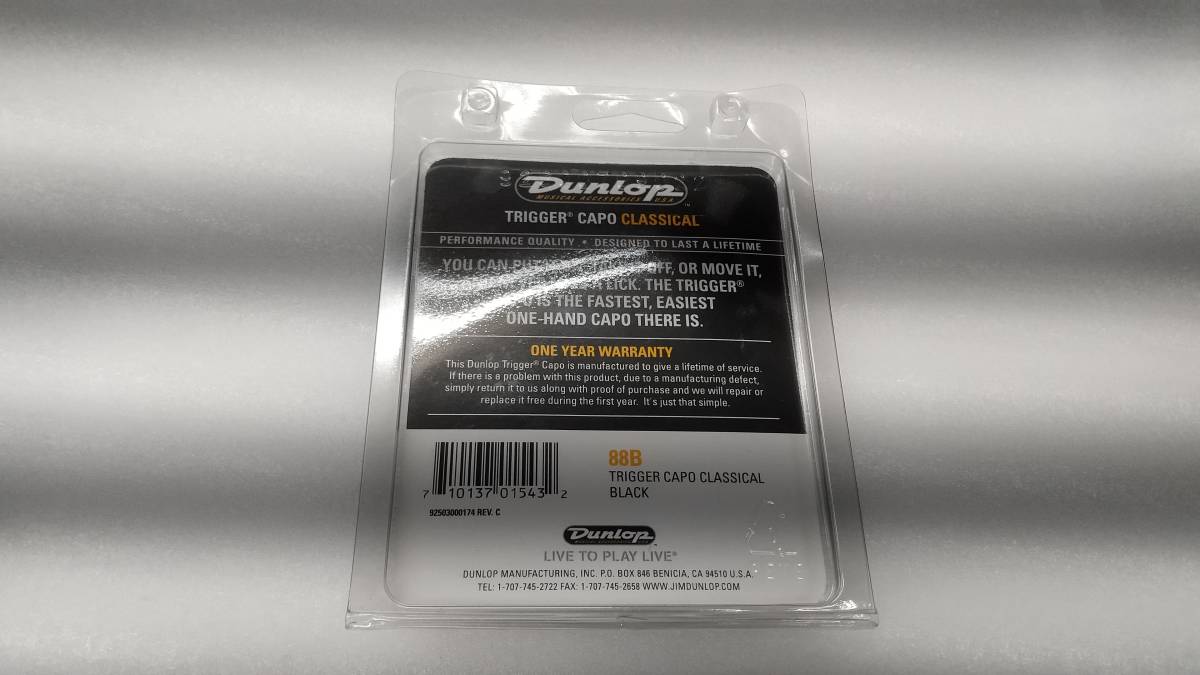 Dunlop
MUSICAL ACCESSORIES U.S.A.
TRIGGER® CAPO CLASSICAL
PERFORMANCE QUALITY • DESIGNED TO LAST A LIFETIME
YOU CAN PUT OFF, OR MOVE IT,
A LICK. THE TRIGGER®
IS THE FASTEST, EASIEST
ONE-HAND CAPO THERE IS.
ONE YEAR WARRANTY
This Dunlop Trigger® Capo is manufactured to give a lifetime of service.
If there is a problem with this product, due to a manufacturing defect,
simply return it to us along with proof of purchase and we will repair or
replace it free during the first year. It's just that simple.
88B
TRIGGER CAPO CLASSICAL
BLACK
7 10137 01543 2
92503000174 REV. C
Dunlop
LIVE TO PLAY LIVE®
DUNLOP MANUFACTURING, INC. P.O. BOX 846 BENICIA, CA 94510 U.S.A.
TEL: 1-707-745-2722 FAX: 1-707-745-2658 WWW.JIMDUNLOP.COM